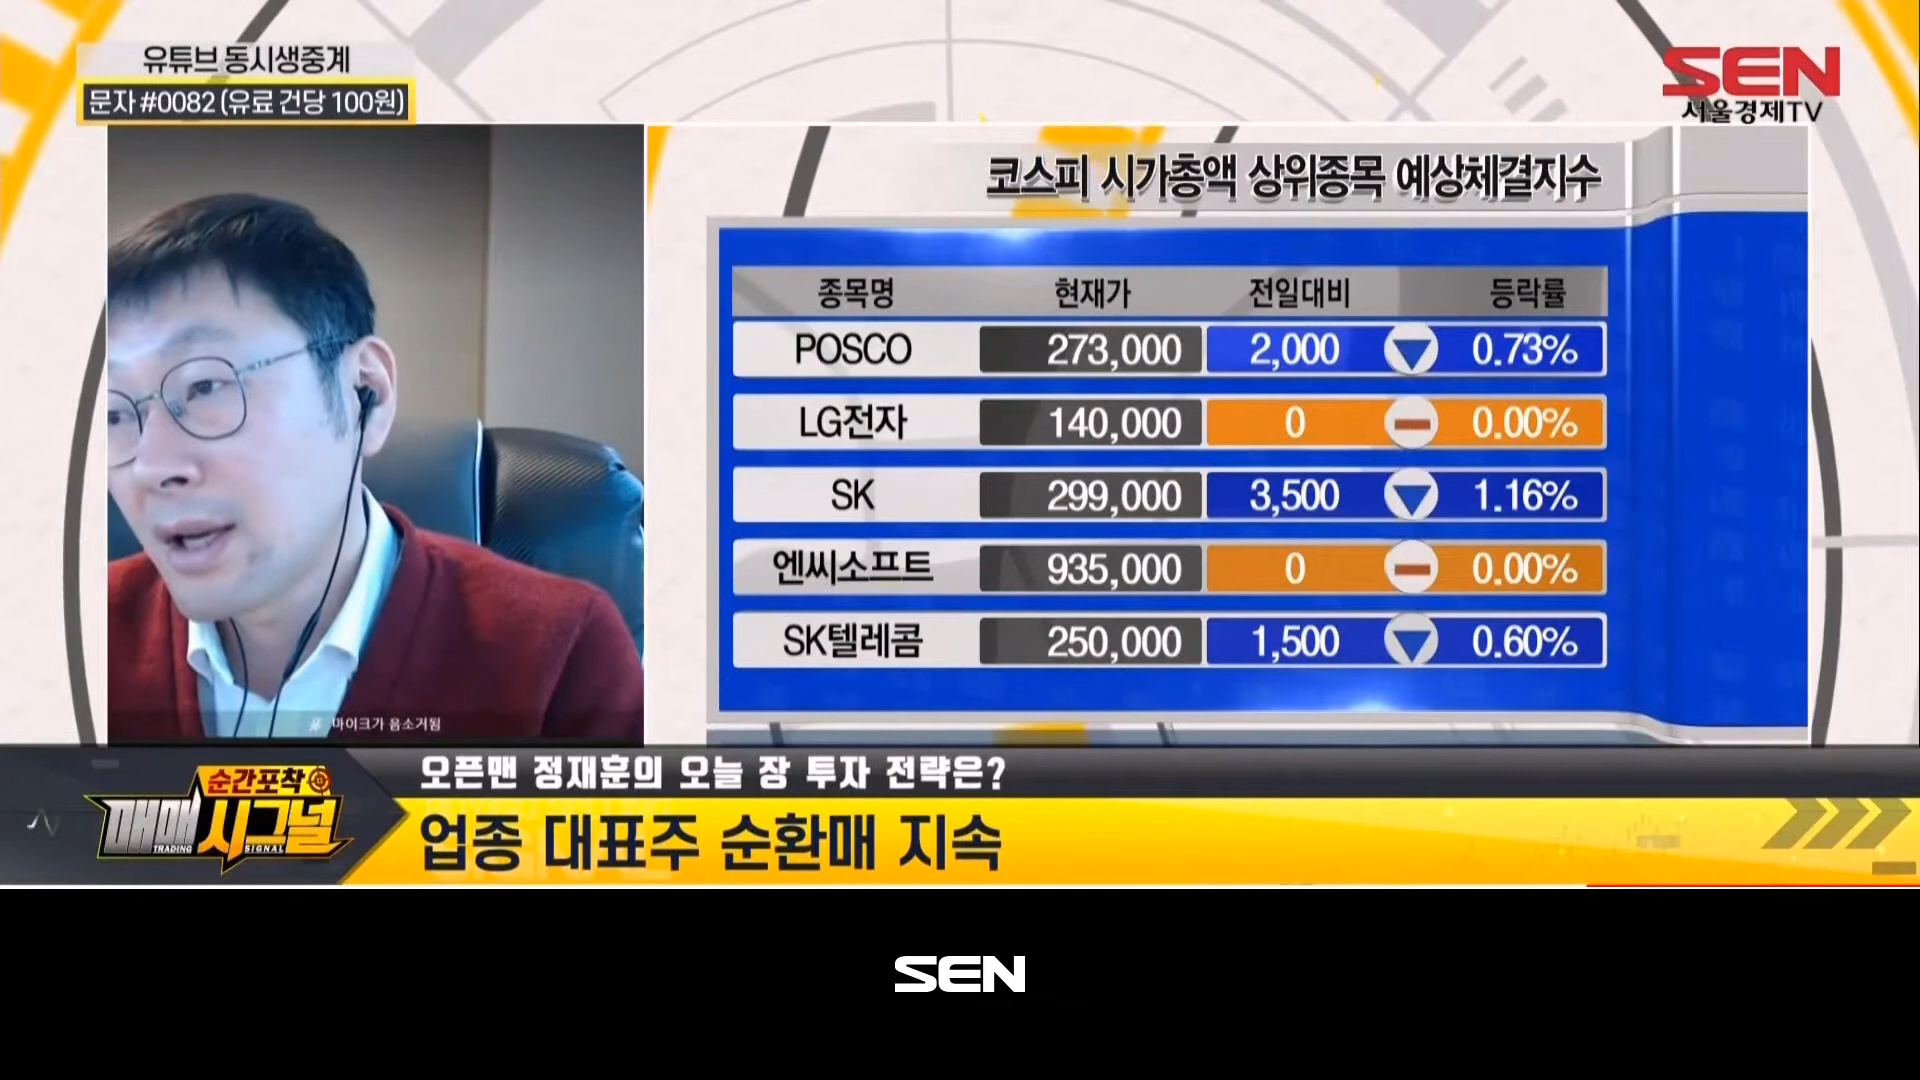 유튜브 동시생중계
문자 #0082 (유료 건당 100원)
SEN
서울경제TV
코스피 시가총액 상위종목 예상체결지수
종목명 현재가 전일대비 등락률
POSCO 273,000 2,000 ▼ 0.73%
LG전자 140,000 0 - 0.00%
SK 299,000 3,500 ▼ 1.16%
엔씨소프트 935,000 0 - 0.00%
SK텔레콤 250,000 1,500 ▼ 0.60%
마이크가 음소거됨
순간포착
매매 시그널
TRADING SIGNAL
오픈맨 정재훈의 오늘 장 투자 전략은?
업종 대표주 순환매 지속
SEN